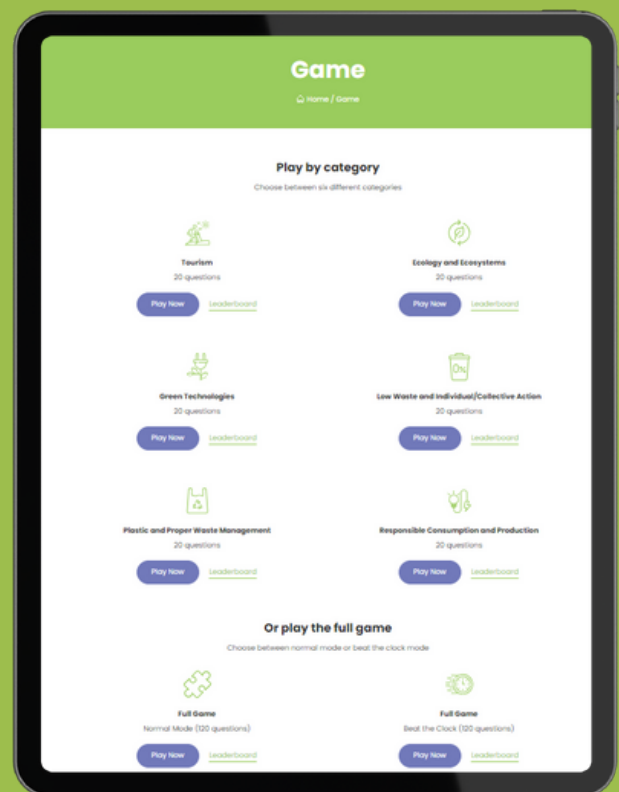 Game
Home / Game
Play by category
Choose between six different categories
Tourism
20 questions
Play Now Leaderboard
Ecology and Ecosystems
20 questions
Play Now Leaderboard
Green Technologies
20 questions
Play Now Leaderboard
Low Waste and Individual/Collective Action
20 questions
Play Now Leaderboard
Plastic and Proper Waste Management
20 questions
Play Now Leaderboard
Responsible Consumption and Production
20 questions
Play Now Leaderboard
Or play the full game
Choose between normal mode or beat the clock mode
Full Game
Normal Mode (120 questions)
Play Now Leaderboard
Full Game
Beat the Clock (120 questions)
Play Now Leaderboard
0%